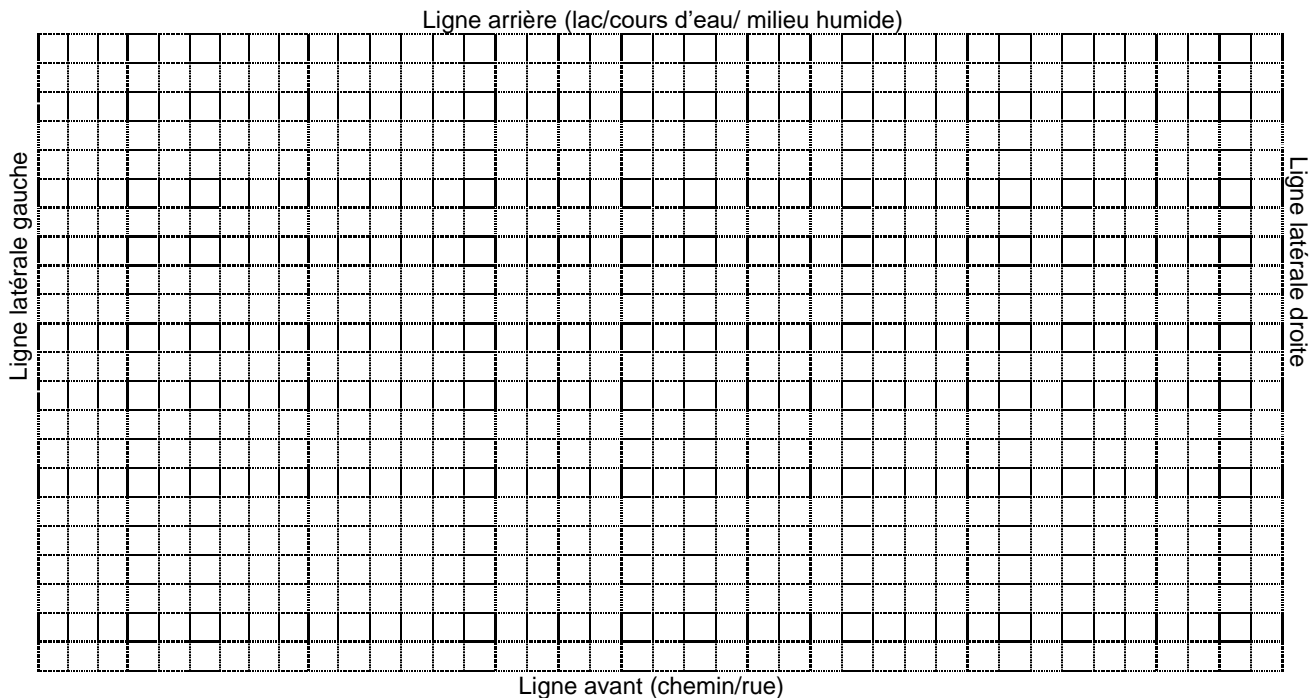 Ligne arrière (lac/cours d'eau/ milieu humide)
Ligne latérale gauche
Ligne latérale droite
Ligne avant (chemin/rue)